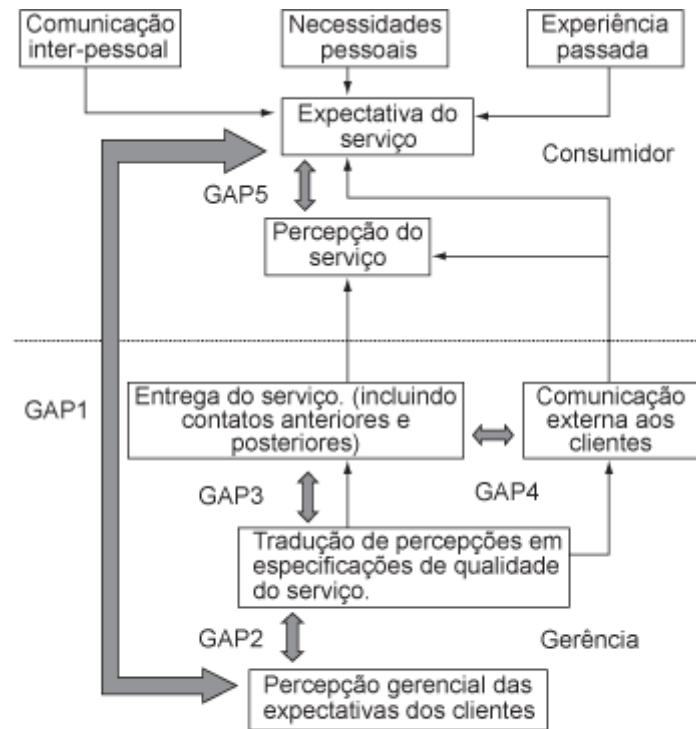 Comunicação
inter-pessoal
Necessidades
pessoais
Experiência
passada
Expectativa do
serviço
Consumidor
GAP5
Percepção do
serviço
GAP1
Entrega do serviço. (incluindo
contatos anteriores e
posteriores)
Comunicação
externa aos
clientes
GAP3
GAP4
Tradução de percepções em
especificações de qualidade
do serviço.
GAP2
Gerência
Percepção gerencial das
expectativas dos clientes